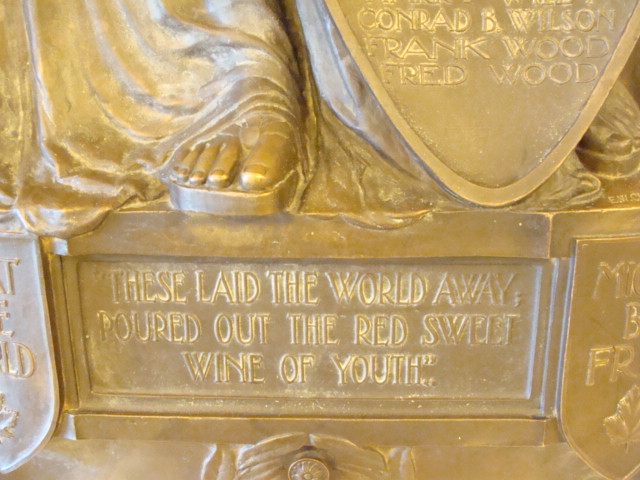 CONRAD B. WILSON
FRANK WOOD
FRED WOOD
"THESE LAID THE WORLD AWAY;
POURED OUT THE RED SWEET
WINE OF YOUTH".